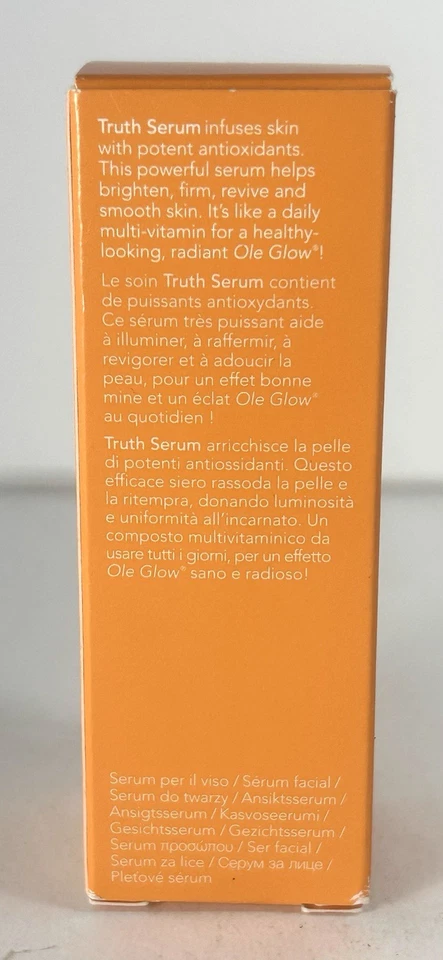 Truth Serum infuses skin
with potent antioxidants.
This powerful serum helps
brighten, firm, revive and
smooth skin. It's like a daily
multi-vitamin for a healthy-
looking, radiant Ole Glow®!
Le soin Truth Serum contient
de puissants antioxydants.
Ce sérum très puissant aide
à illuminer, à raffermir, à
revigorer et à adoucir la
peau, pour un effet bonne
mine et un éclat Ole Glow®
au quotidien !
Truth Serum arricchisce la pelle
di potenti antiossidanti. Questo
efficace siero rassoda la pelle e
la ritempra, donando luminosità
e uniformità all'incarnato. Un
composto multivitaminico da
usare tutti i giorni, per un effetto
Ole Glow® sano e radioso!
Serum per il viso / Sérum facial /
Serum do twarzy / Ansiktsserum /
Ansigtsserum / Kasvoseerumi /
Gesichtsserum / Gezichtsserum /
Serum προσώπου / Ser facial /
Serum za lice / Серум за лице /
Pleťové sérum